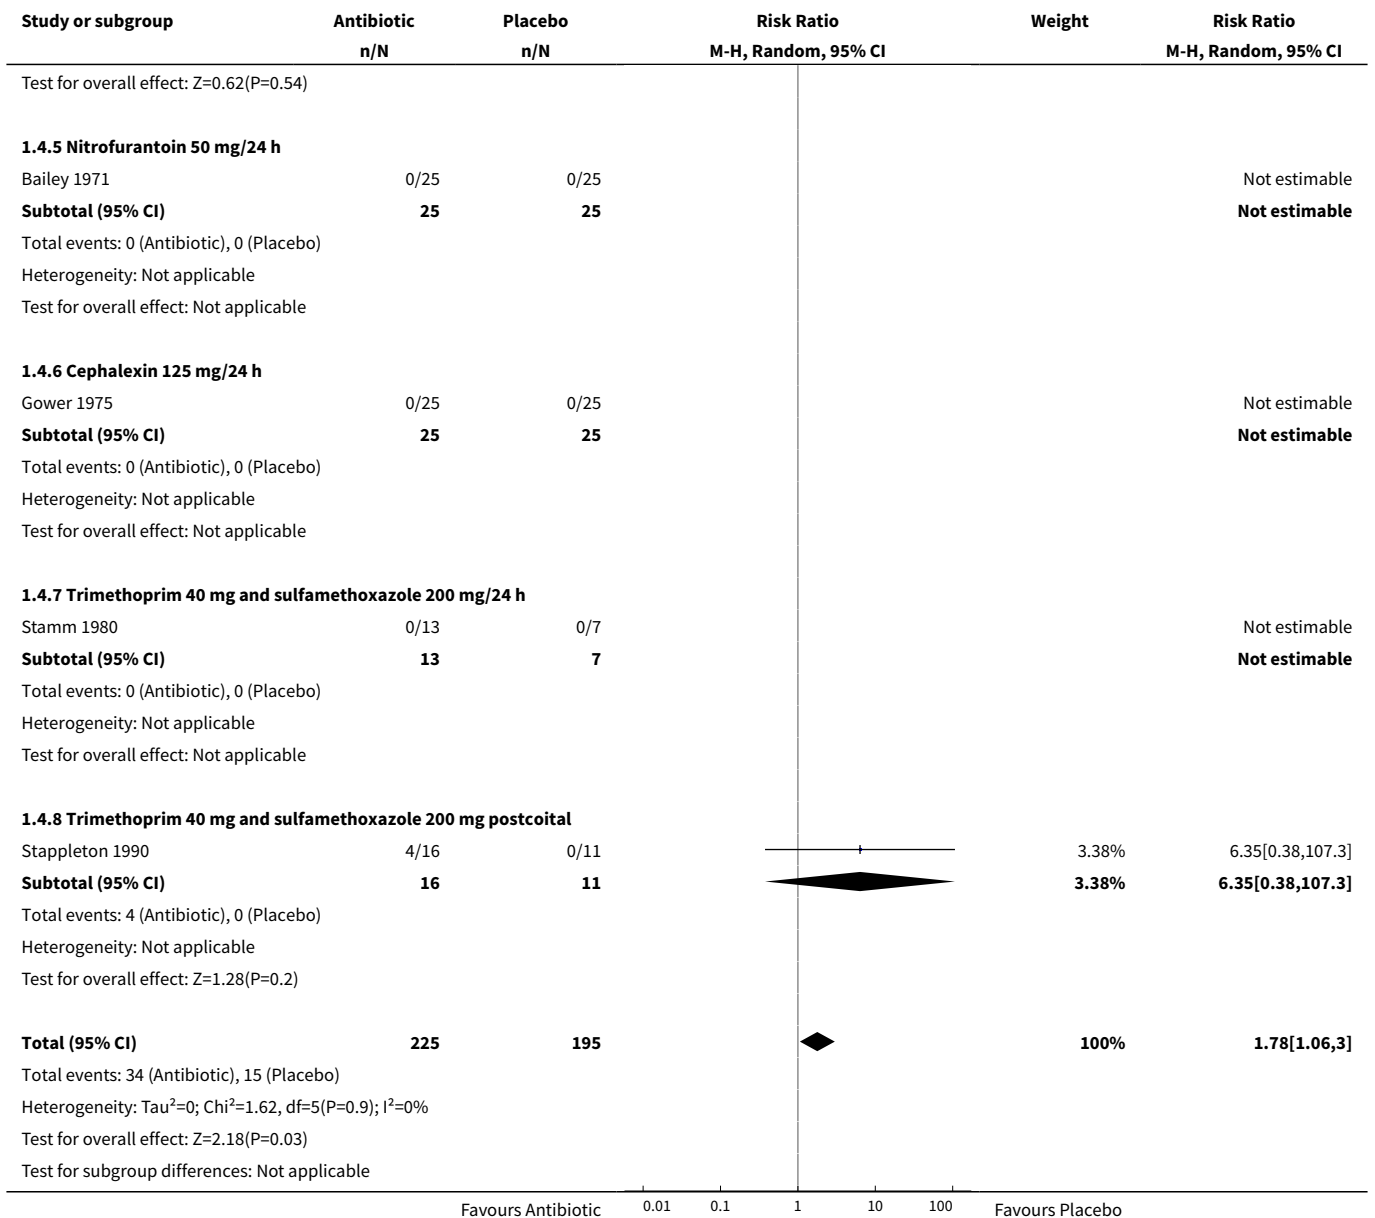 Study or subgroup Antibiotic Placebo Risk Ratio Weight Risk Ratio
n/N n/N M-H, Random, 95% CI M-H, Random, 95% CI
Test for overall effect: Z=0.62(P=0.54)
1.4.5 Nitrofurantoin 50 mg/24 h
Bailey 1971 0/25 0/25 Not estimable
Subtotal (95% CI) 25 25 Not estimable
Total events: 0 (Antibiotic), 0 (Placebo)
Heterogeneity: Not applicable
Test for overall effect: Not applicable
1.4.6 Cephalexin 125 mg/24 h
Gower 1975 0/25 0/25 Not estimable
Subtotal (95% CI) 25 25 Not estimable
Total events: 0 (Antibiotic), 0 (Placebo)
Heterogeneity: Not applicable
Test for overall effect: Not applicable
1.4.7 Trimethoprim 40 mg and sulfamethoxazole 200 mg/24 h
Stamm 1980 0/13 0/7 Not estimable
Subtotal (95% CI) 13 7 Not estimable
Total events: 0 (Antibiotic), 0 (Placebo)
Heterogeneity: Not applicable
Test for overall effect: Not applicable
1.4.8 Trimethoprim 40 mg and sulfamethoxazole 200 mg postcoital
Stappleton 1990 4/16 0/11 3.38% 6.35[0.38,107.3]
Subtotal (95% CI) 16 11 3.38% 6.35[0.38,107.3]
Total events: 4 (Antibiotic), 0 (Placebo)
Heterogeneity: Not applicable
Test for overall effect: Z=1.28(P=0.2)
Total (95% CI) 225 195 100% 1.78[1.06,3]
Total events: 34 (Antibiotic), 15 (Placebo)
Heterogeneity: Tau²=0; Chi²=1.62, df=5(P=0.9); I²=0%
Test for overall effect: Z=2.18(P=0.03)
Test for subgroup differences: Not applicable
Favours Antibiotic 0.01 0.1 1 10 100 Favours Placebo